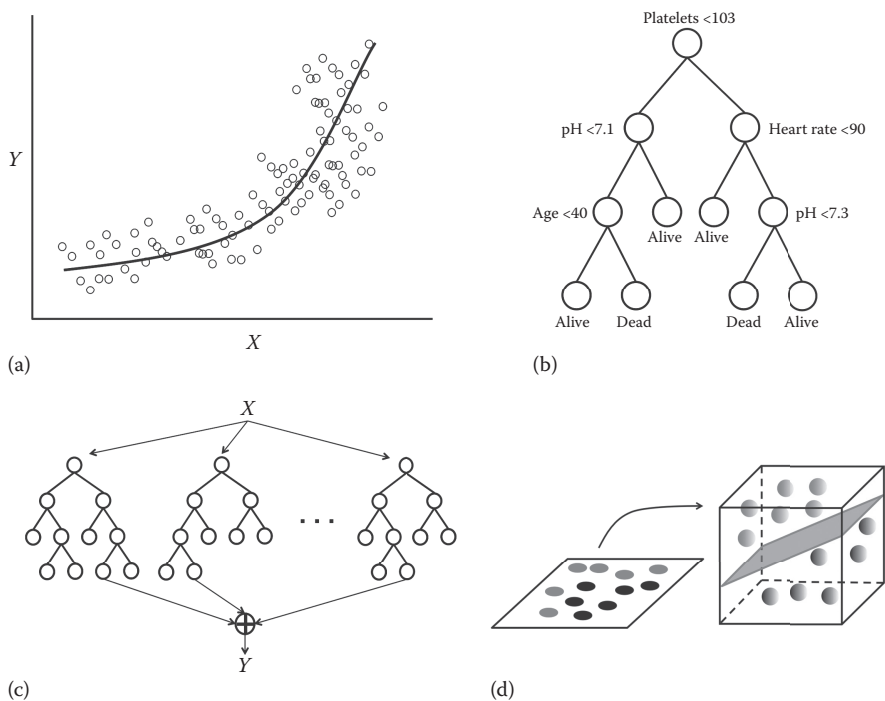 Y
X
(a)
Platelets <103
pH <7.1
Heart rate <90
Age <40
Alive
Alive
pH <7.3
Alive
Dead
Dead
Alive
(b)
X
...
Y
(c)
(d)